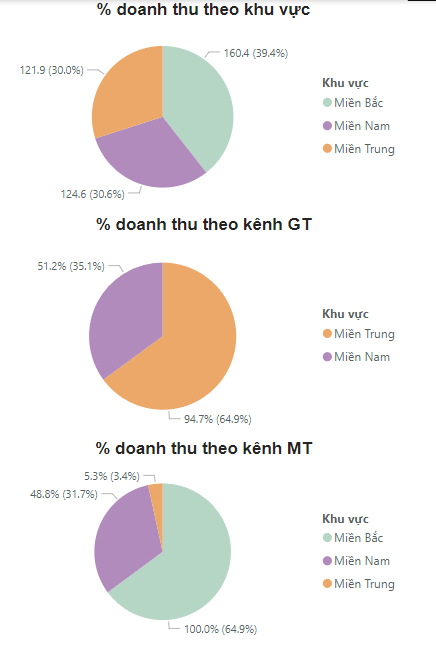 % doanh thu theo khu vực
160.4 (39.4%)
121.9 (30.0%)
124.6 (30.6%)
Khu vực
Miền Bắc
Miền Nam
Miền Trung
% doanh thu theo kênh GT
51.2% (35.1%)
94.7% (64.9%)
Khu vực
Miền Trung
Miền Nam
% doanh thu theo kênh MT
5.3% (3.4%)
48.8% (31.7%)
100.0% (64.9%)
Khu vực
Miền Bắc
Miền Nam
Miền Trung